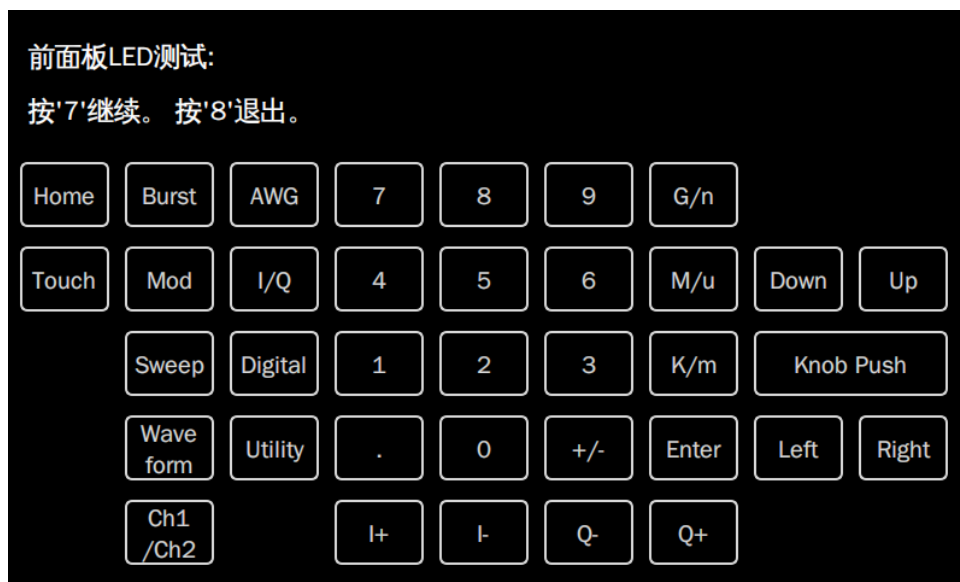 前面板LED测试:
按'7'继续。 按'8'退出。
Home Burst AWG 7 8 9 G/n
Touch Mod I/Q 4 5 6 M/u Down Up
Sweep Digital 1 2 3 K/m Knob Push
Wave
form Utility . 0 +/- Enter Left Right
Ch1
/Ch2 I+ I- Q- Q+